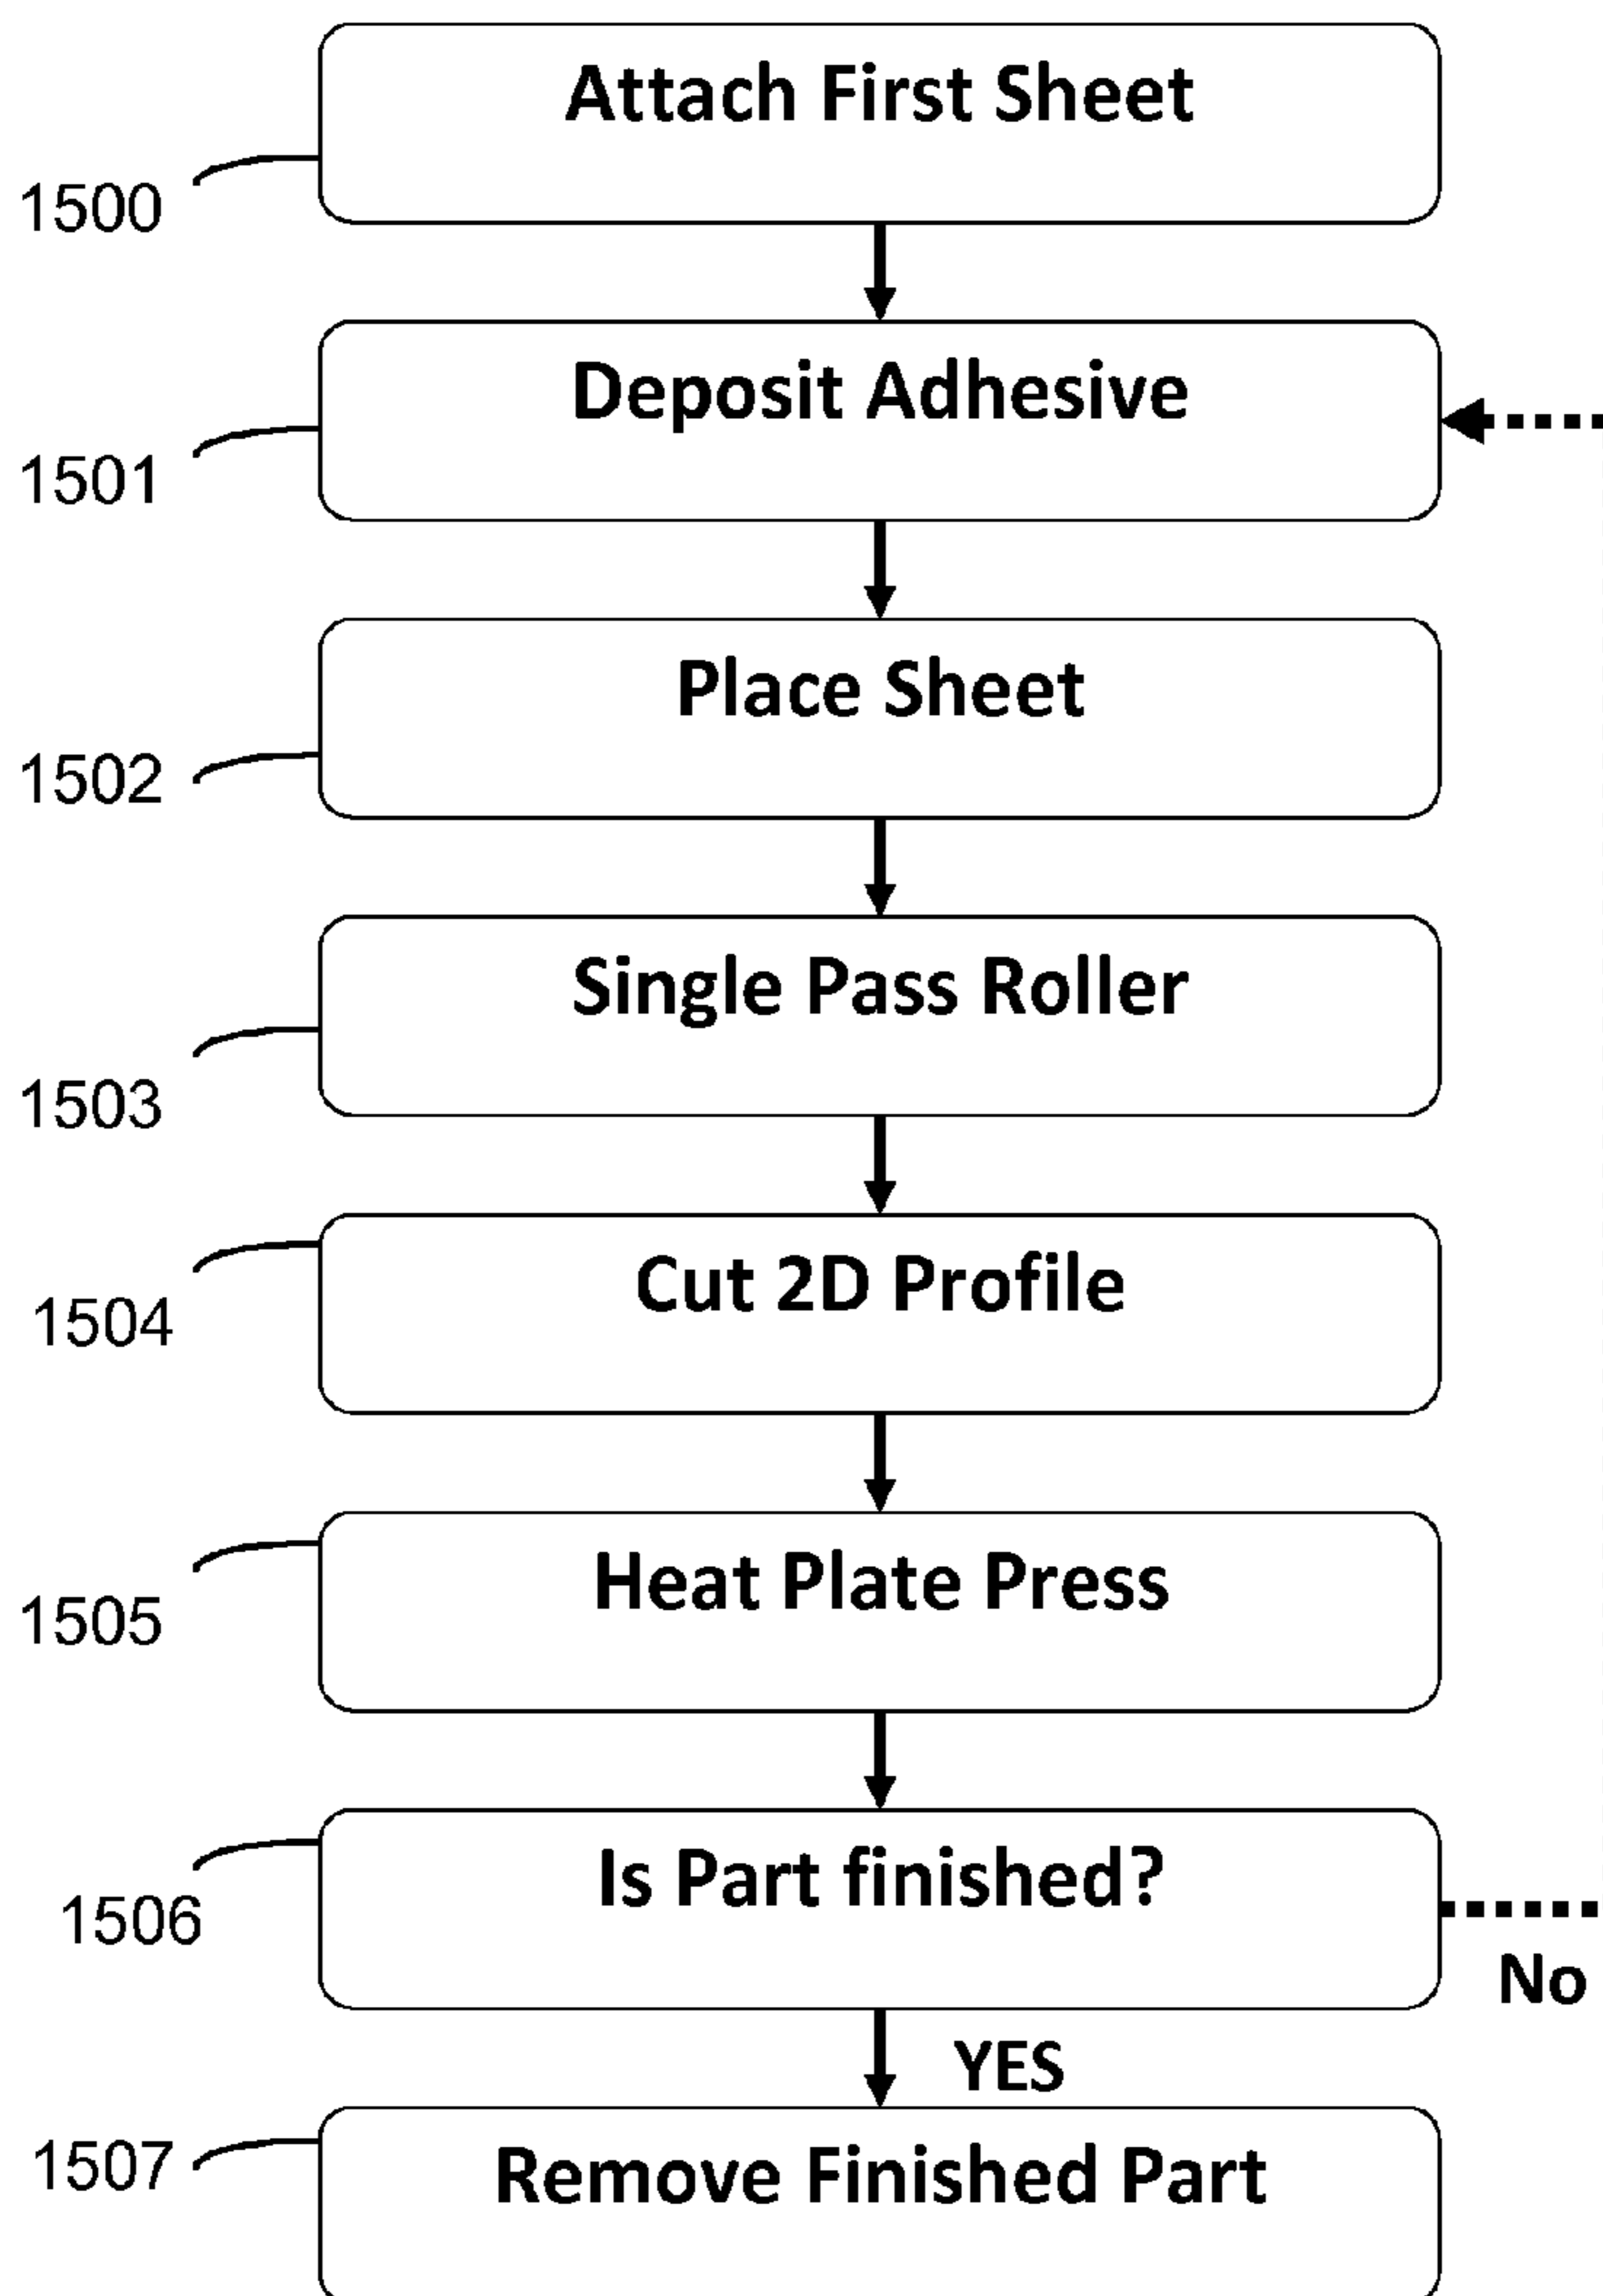 Attach First Sheet
1500
Deposit Adhesive
1501
Place Sheet
1502
Single Pass Roller
1503
Cut 2D Profile
1504
Heat Plate Press
1505
Is Part finished?
1506
No
YES
Remove Finished Part
1507